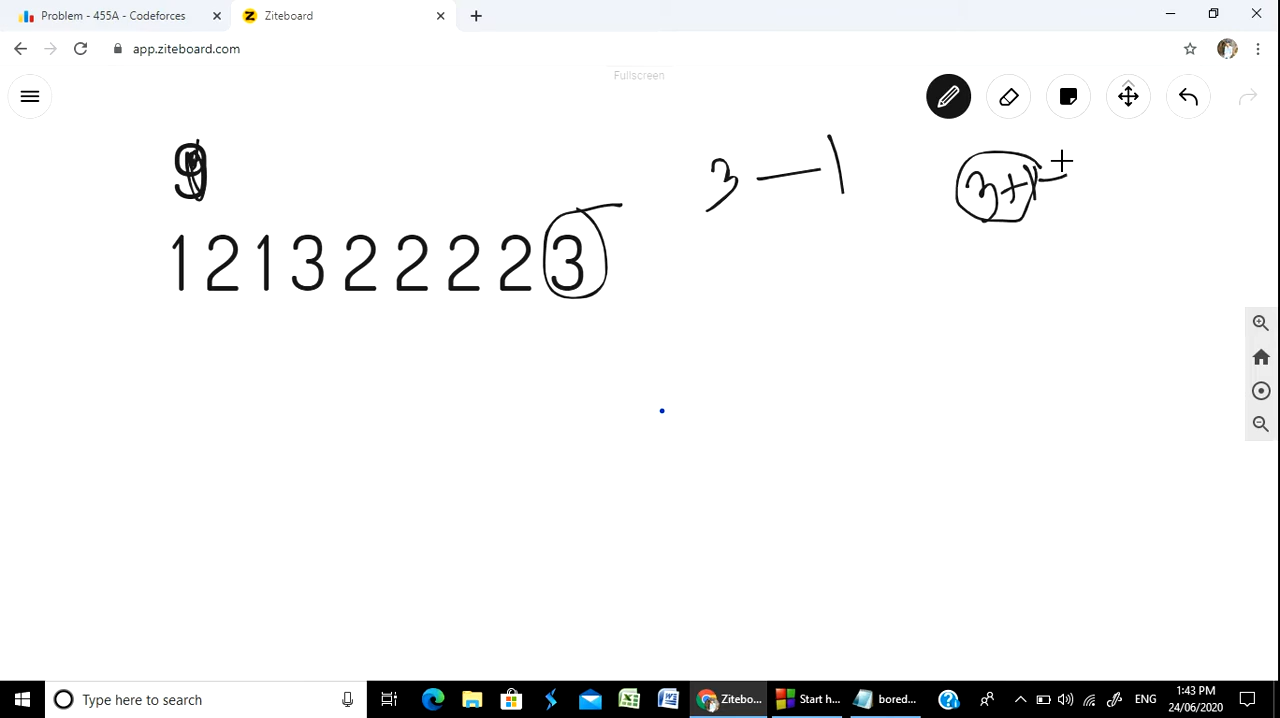 Problem - 455A - Codeforces
Ziteboard
app.ziteboard.com
Fullscreen
9
3 — 1
3+1
1 2 1 3 2 2 2 2 3
Type here to search
Zitebo...
Start h...
bored...
ENG
1:43 PM
24/06/2020